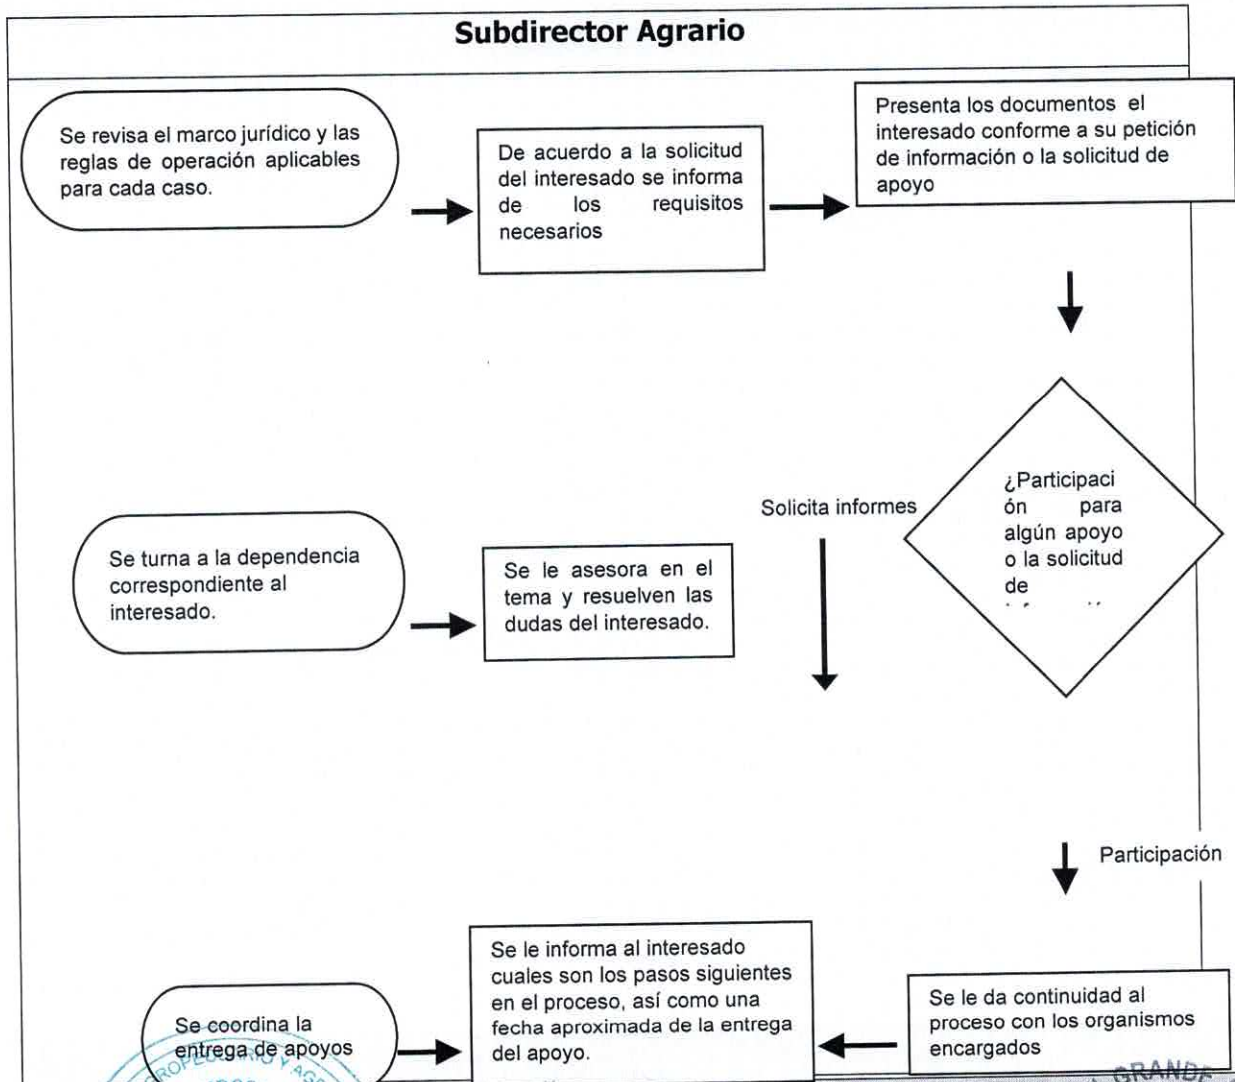 Subdirector Agrario
Se revisa el marco jurídico y las
reglas de operación aplicables
para cada caso.
De acuerdo a la solicitud
del interesado se informa
de los requisitos
necesarios
Presenta los documentos el
interesado conforme a su petición
de información o la solicitud de
apoyo
¿Participaci
ón para
algún apoyo
o la solicitud
de
Solicita informes
Se turna a la dependencia
correspondiente al
interesado.
Se le asesora en el
tema y resuelven las
dudas del interesado.
Participación
Se le da continuidad al
proceso con los organismos
encargados
Se le informa al interesado
cuales son los pasos siguientes
en el proceso, así como una
fecha aproximada de la entrega
del apoyo.
Se coordina la
entrega de apoyos
GRANDE